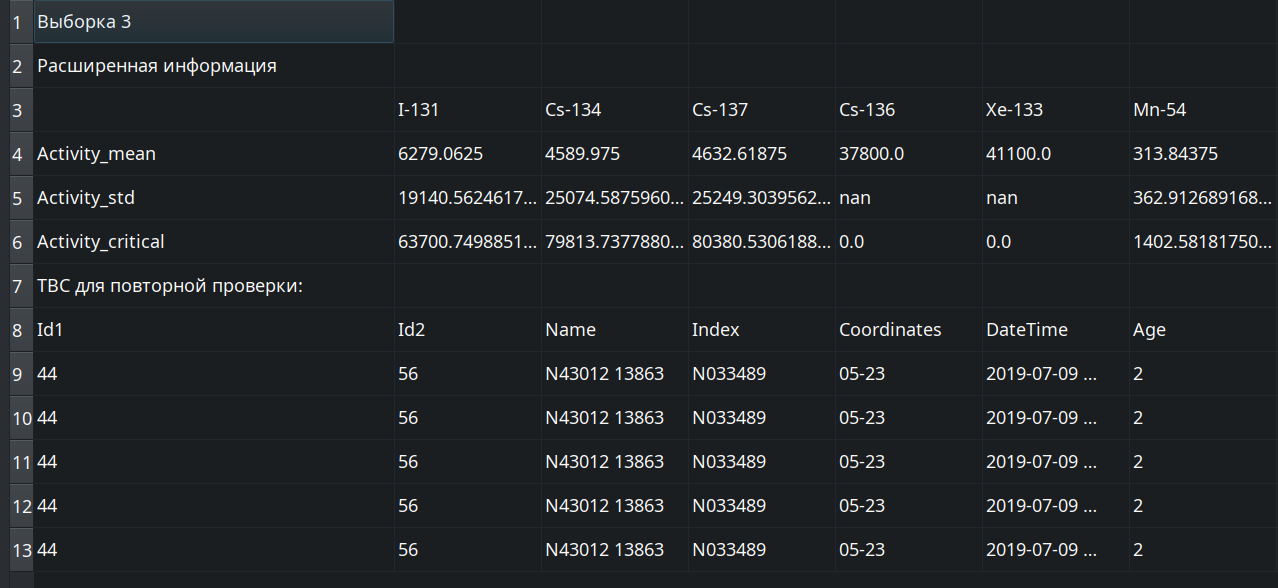 1 Выборка 3
2 Расширенная информация
3 I-131 Cs-134 Cs-137 Cs-136 Xe-133 Mn-54
4 Activity_mean 6279.0625 4589.975 4632.61875 37800.0 41100.0 313.84375
5 Activity_std 19140.5624617... 25074.5875960... 25249.3039562... nan nan 362.912689168...
6 Activity_critical 63700.7498851... 79813.7377880... 80380.5306188... 0.0 0.0 1402.58181750...
7 ТВС для повторной проверки:
8 Id1 Id2 Name Index Coordinates DateTime Age
9 44 56 N43012 13863 N033489 05-23 2019-07-09 ... 2
10 44 56 N43012 13863 N033489 05-23 2019-07-09 ... 2
11 44 56 N43012 13863 N033489 05-23 2019-07-09 ... 2
12 44 56 N43012 13863 N033489 05-23 2019-07-09 ... 2
13 44 56 N43012 13863 N033489 05-23 2019-07-09 ... 2